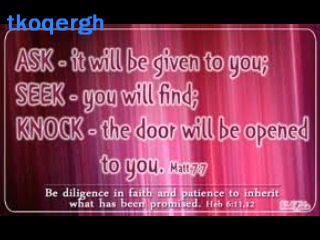 tkoqergh
ASK - it will be given to you;
SEEK - you will find;
KNOCK - the door will be opened
to you. Matt 7:7
Be diligence in faith and patience to inherit
what has been promised. Heb 6:11,12